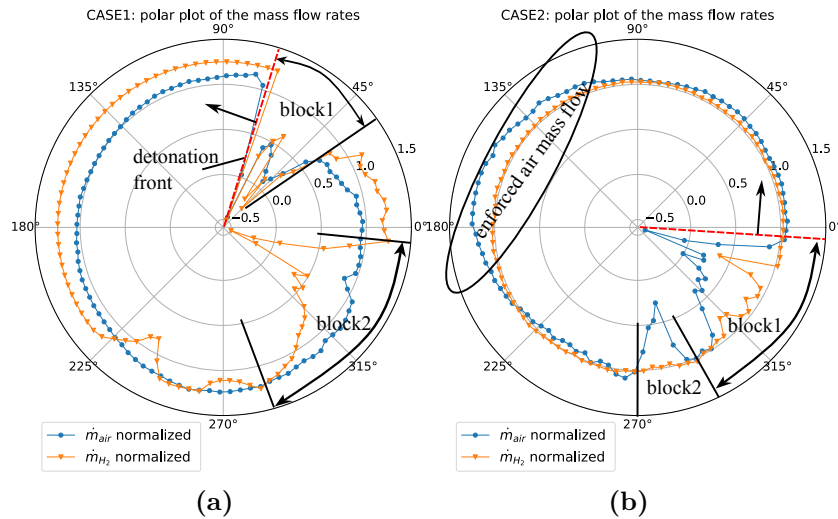 CASE1: polar plot of the mass flow rates
90°
135°
45°
block1
detonation
front
1.5
1.0
0.5
0.0
−0.5
180°
0°
block2
225°
315°
270°
ṁair normalized
ṁH2 normalized
(a)
CASE2: polar plot of the mass flow rates
90°
135°
45°
enforced air mass flow
1.5
1.0
0.5
0.0
−0.5
180°
0°
block1
block2
225°
315°
270°
ṁair normalized
ṁH2 normalized
(b)